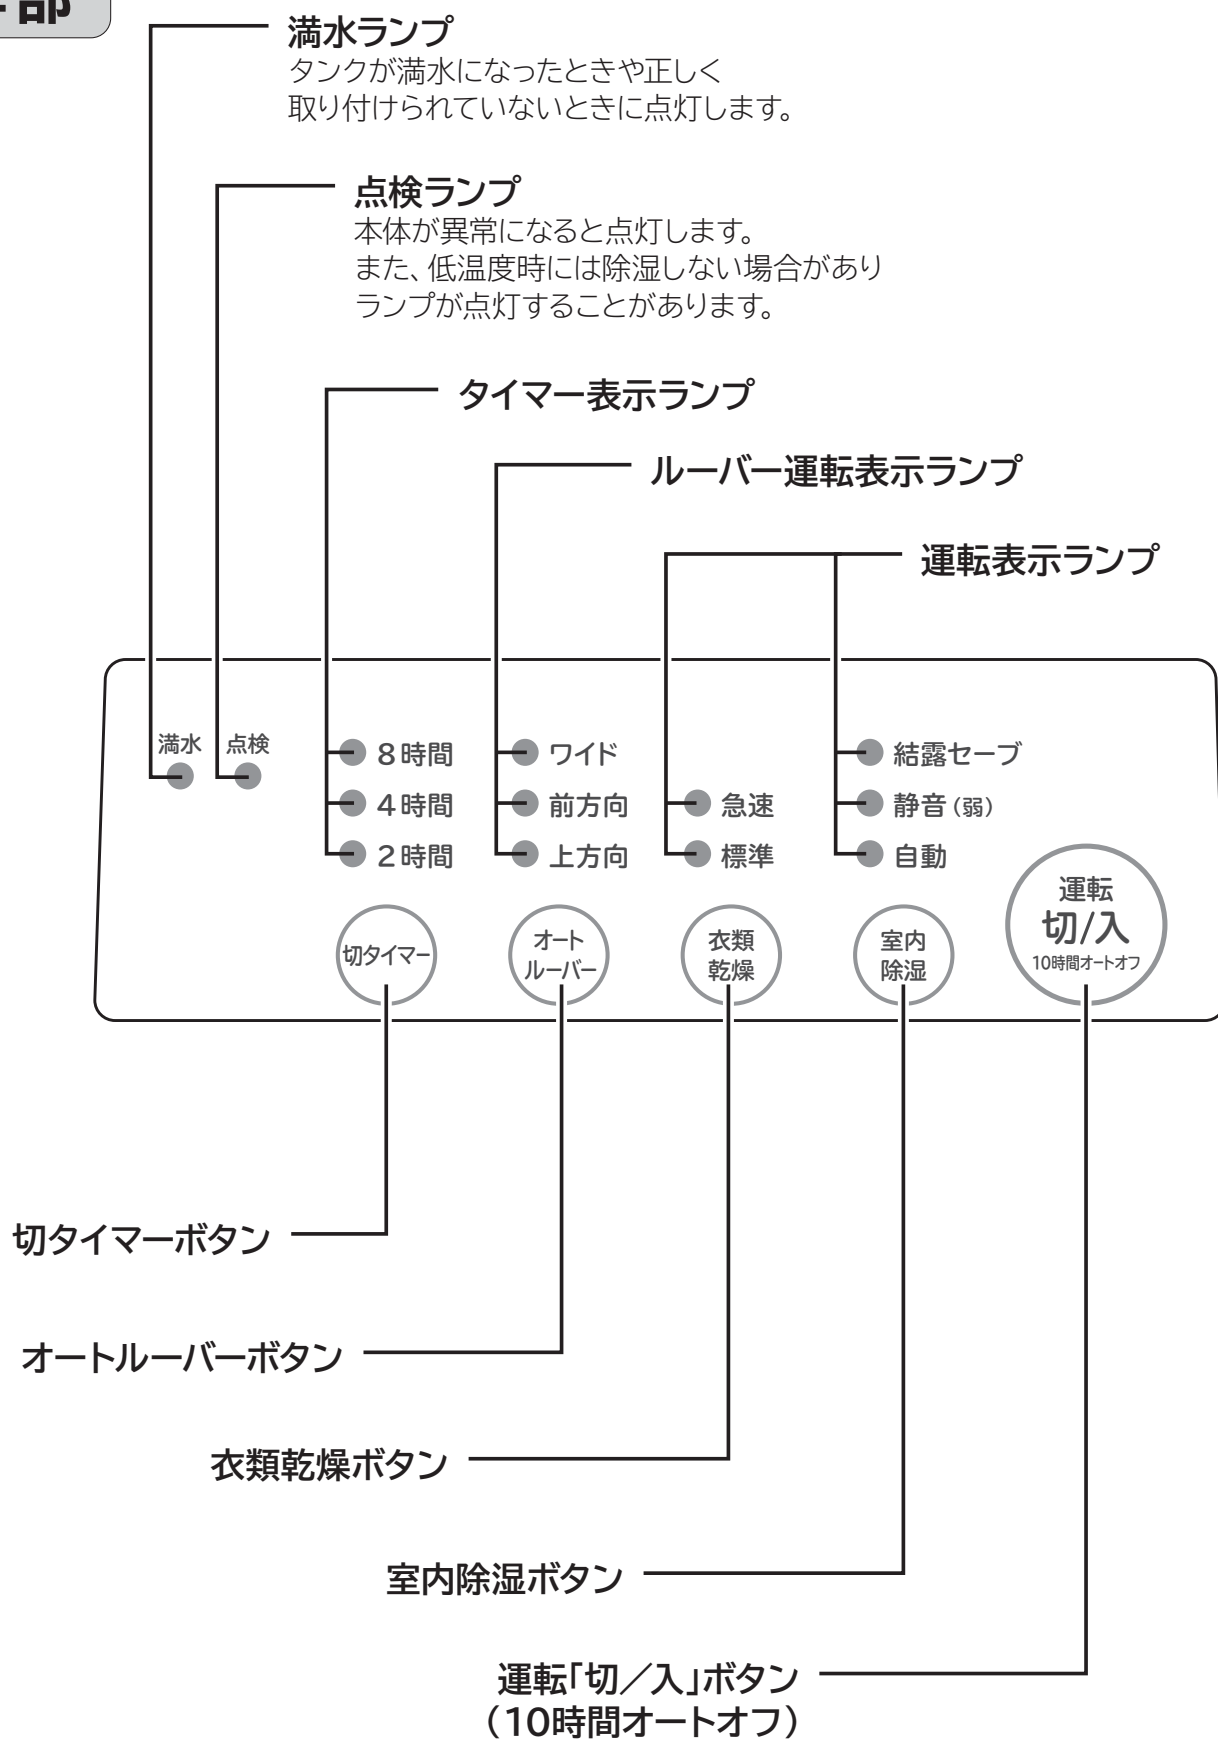 部
満水ランプ
タンクが満水になったときや正しく
取り付けられていないときに点灯します。
点検ランプ
本体が異常になると点灯します。
また、低温度時には除湿しない場合があり
ランプが点灯することがあります。
タイマー表示ランプ
ルーバー運転表示ランプ
運転表示ランプ
満水 点検
8時間 ワイド 結露セーブ
4時間 前方向 急速 静音(弱)
2時間 上方向 標準 自動
切タイマー
オート
ルーバー
衣類
乾燥
室内
除湿
運転
切/入
10時間オートオフ
切タイマーボタン
オートルーバーボタン
衣類乾燥ボタン
室内除湿ボタン
運転「切／入」ボタン
（10時間オートオフ）